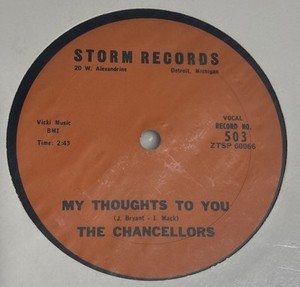 STORM RECORDS
20 W. Alexandrine Detroit, Michigan
Vicki Music
BMI
Time: 2:43
VOCAL
RECORD NO.
503
ZTSP 60066
MY THOUGHTS TO YOU
(J. Bryant - I. Mack)
THE CHANCELLORS